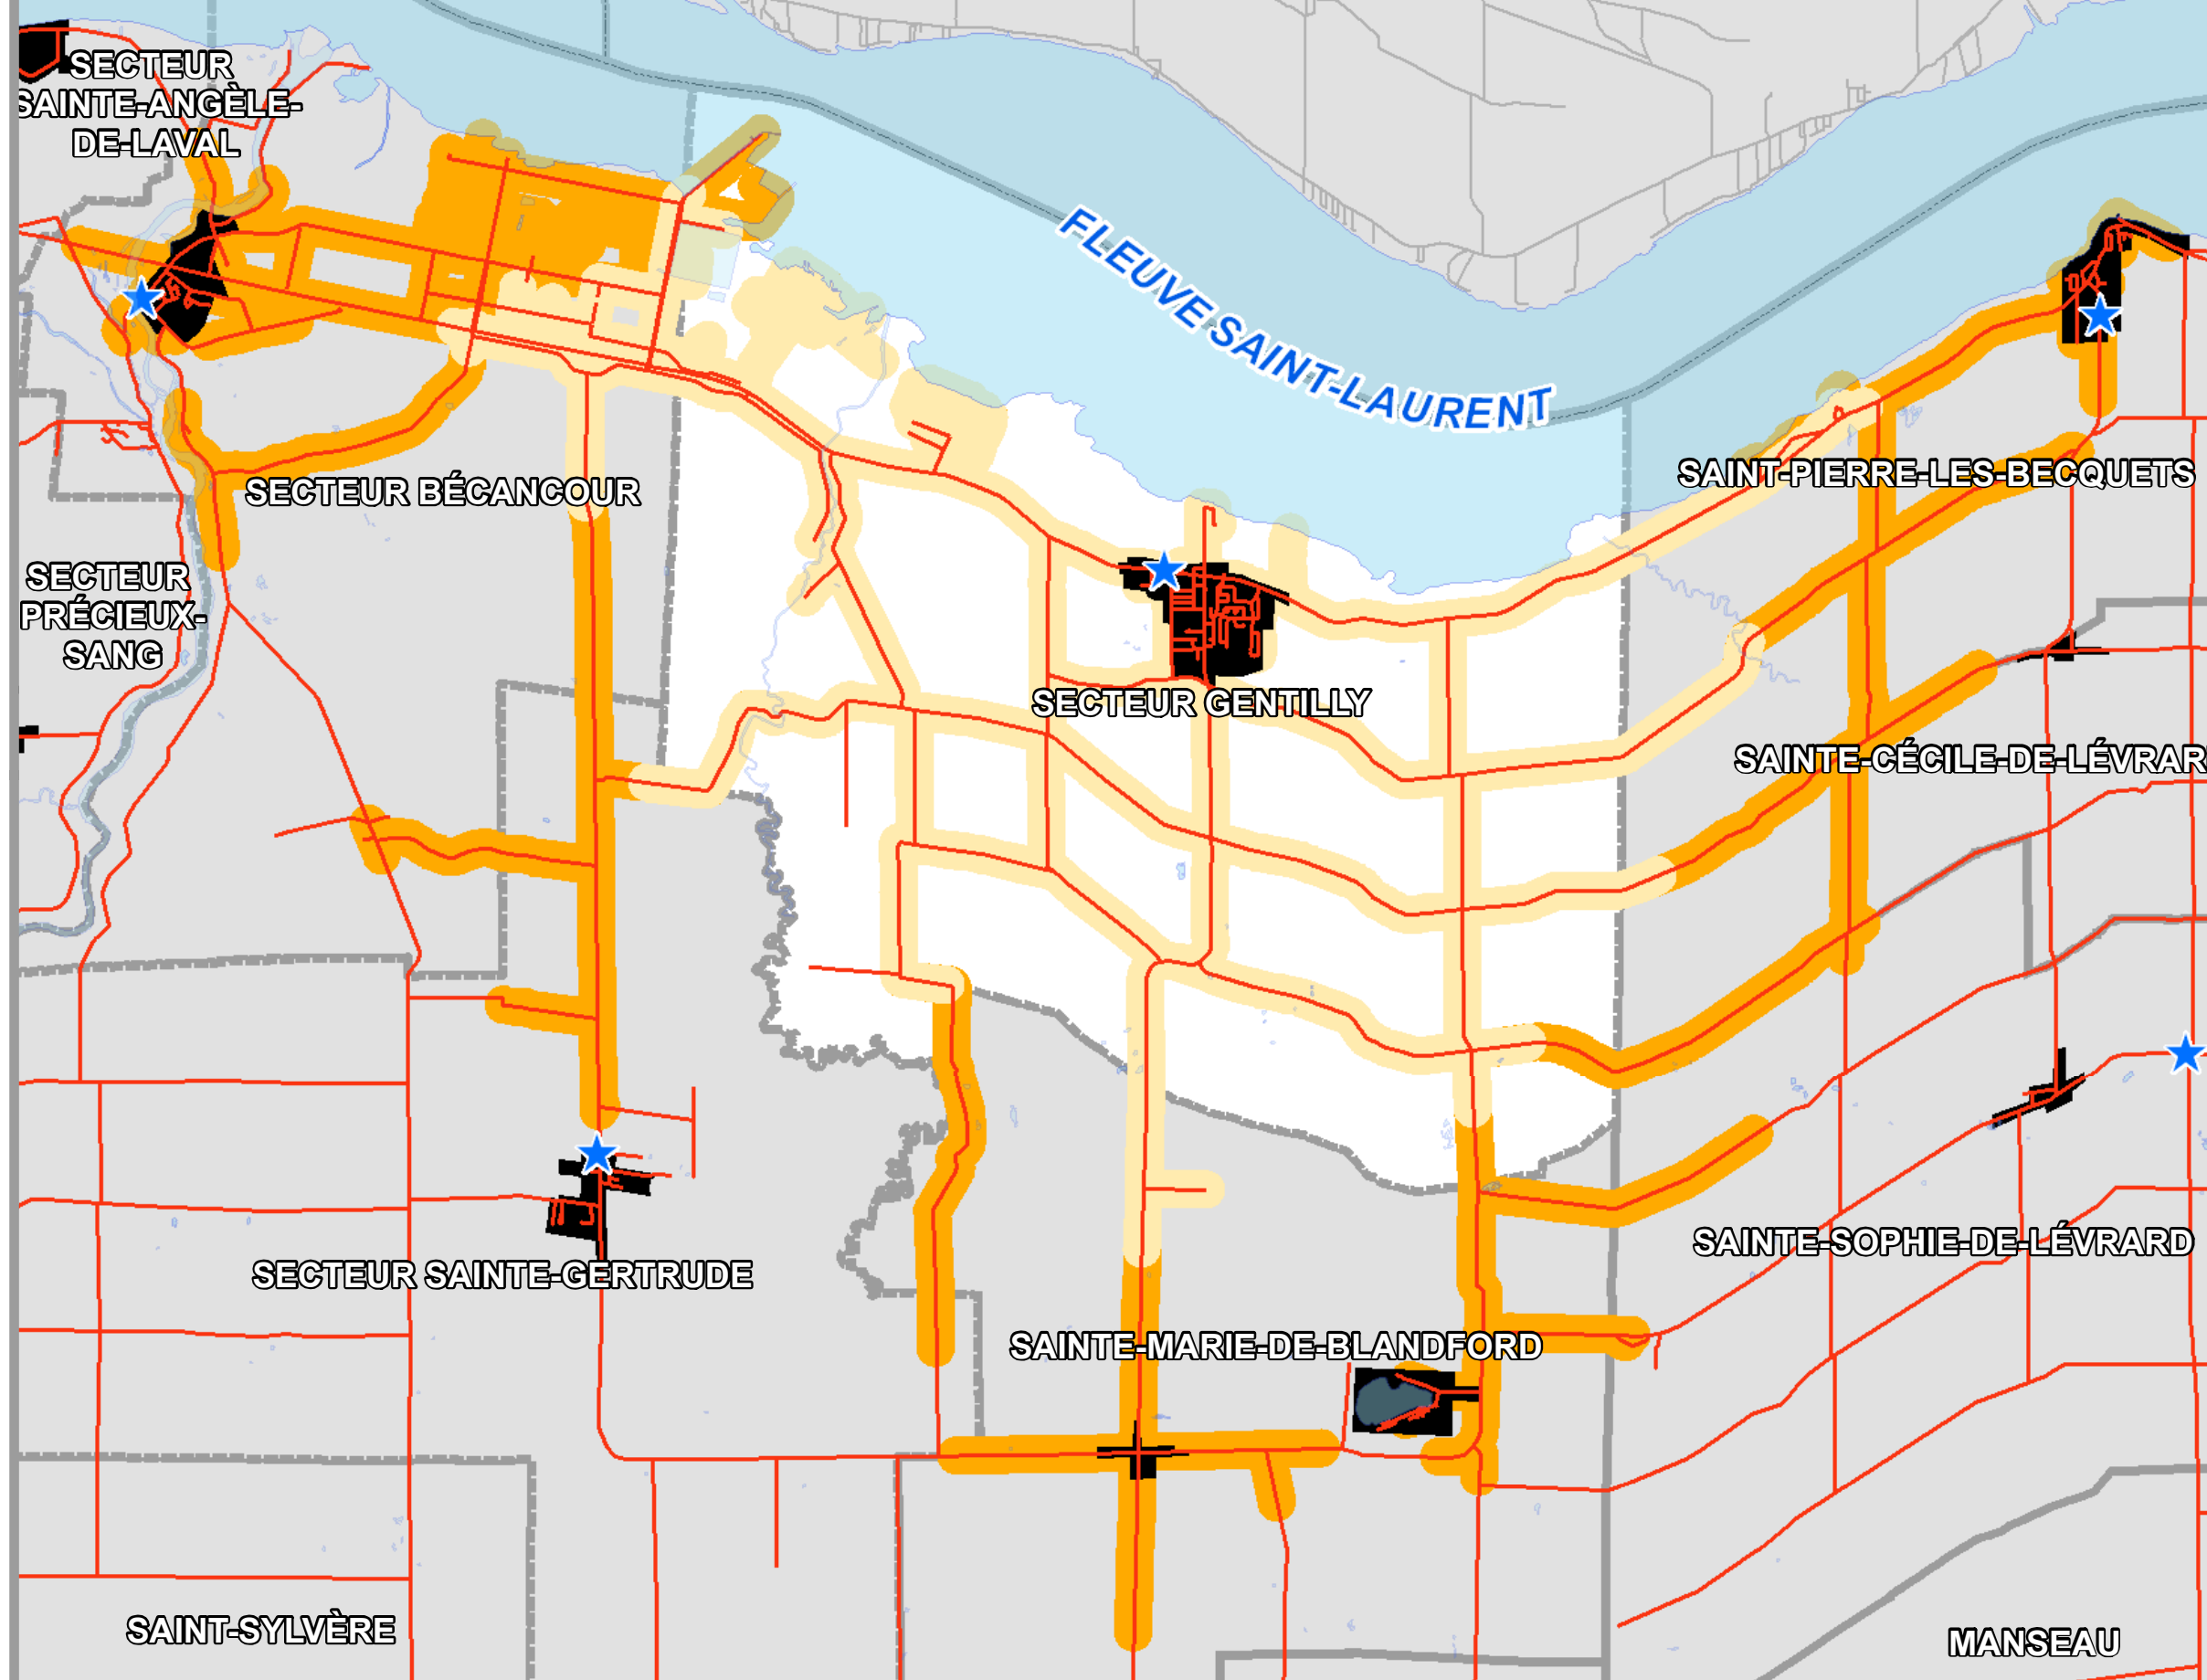 SECTEUR
SAINTE-ANGÈLE-
DE-LAVAL
FLEUVE SAINT-LAURENT
SAINT-PIERRE-LES-BECQUETS
SECTEUR BÉCANCOUR
SECTEUR
PRÉCIEUX-
SANG
SECTEUR GENTILLY
SAINTE-CÉCILE-DE-LÉVRAR
SAINTE-SOPHIE-DE-LÉVRARD
SECTEUR SAINTE-GERTRUDE
SAINTE-MARIE-DE-BLANDFORD
SAINT-SYLVÈRE
MANSEAU